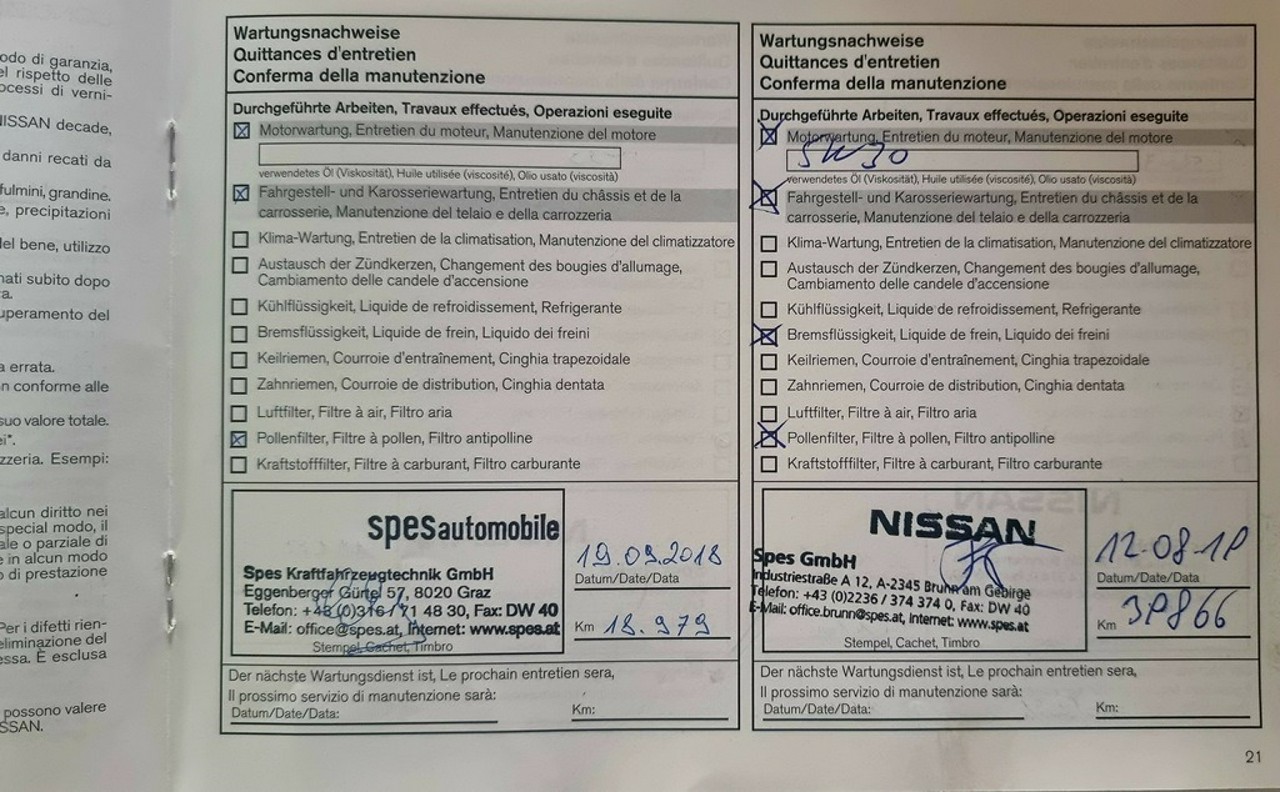 odo di garanzia,
el rispetto delle
ocessi di verni-
NISSAN decade,
danni recati da
fulmini, grandine.
e, precipitazioni
del bene, utilizzo
nati subito dopo
a.
uperamento del
a errata.
n conforme alle
suo valore totale.
ei".
zzeria. Esempi:
alcun diritto nei
special modo, il
ale o parziale di
e in alcun modo
o di prestazione
Per i difetti rien-
eliminazione del
essa. È esclusa
possono valere
SSAN.
Wartungsnachweise
Quittances d'entretien
Conferma della manutenzione
Durchgeführte Arbeiten, Travaux effectués, Operazioni eseguite
Motorwartung, Entretien du moteur, Manutenzione del motore
verwendetes Öl (Viskosität), Huile utilisée (viscosité), Olio usato (viscosità)
Fahrgestell- und Karosseriewartung, Entretien du châssis et de la
carrosserie, Manutenzione del telaio e della carrozzeria
Klima-Wartung, Entretien de la climatisation, Manutenzione del climatizzatore
Austausch der Zündkerzen, Changement des bougies d'allumage,
Cambiamento delle candele d'accensione
Kühlflüssigkeit, Liquide de refroidissement, Refrigerante
Bremsflüssigkeit, Liquide de frein, Liquido dei freini
Keilriemen, Courroie d'entraînement, Cinghia trapezoidale
Zahnriemen, Courroie de distribution, Cinghia dentata
Luftfilter, Filtre à air, Filtro aria
Pollenfilter, Filtre à pollen, Filtro antipolline
Kraftstofffilter, Filtre à carburant, Filtro carburante
spesautomobile
Spes Kraftfahrzeugtechnik GmbH
Eggenberger Gürtel 57, 8020 Graz
Telefon: +43 (0)316/71 48 30, Fax: DW 40
E-Mail: office@spes.at, Internet: www.spes.at
Stempel, Cachet, Timbro
19.09.2018
Datum/Date/Data
Km 18.979
Der nächste Wartungsdienst ist, Le prochain entretien sera,
Il prossimo servizio di manutenzione sarà:
Datum/Date/Data: Km:
Wartungsnachweise
Quittances d'entretien
Conferma della manutenzione
Durchgeführte Arbeiten, Travaux effectués, Operazioni eseguite
Motorwartung, Entretien du moteur, Manutenzione del motore
5W30
verwendetes Öl (Viskosität), Huile utilisée (viscosité), Olio usato (viscosità)
Fahrgestell- und Karosseriewartung, Entretien du châssis et de la
carrosserie, Manutenzione del telaio e della carrozzeria
Klima-Wartung, Entretien de la climatisation, Manutenzione del climatizzatore
Austausch der Zündkerzen, Changement des bougies d'allumage,
Cambiamento delle candele d'accensione
Kühlflüssigkeit, Liquide de refroidissement, Refrigerante
Bremsflüssigkeit, Liquide de frein, Liquido dei freini
Keilriemen, Courroie d'entraînement, Cinghia trapezoidale
Zahnriemen, Courroie de distribution, Cinghia dentata
Luftfilter, Filtre à air, Filtro aria
Pollenfilter, Filtre à pollen, Filtro antipolline
Kraftstofffilter, Filtre à carburant, Filtro carburante
NISSAN
Spes GmbH
Industriestraße A 12, A-2345 Brunn am Gebirge
Telefon: +43 (0)2236 / 374 374 0, Fax: DW 40
E-Mail: office.brunn@spes.at, Internet: www.spes.at
Stempel, Cachet, Timbro
12.08.19
Datum/Date/Data
Km 39866
Der nächste Wartungsdienst ist, Le prochain entretien sera,
Il prossimo servizio di manutenzione sarà:
Datum/Date/Data: Km:
21